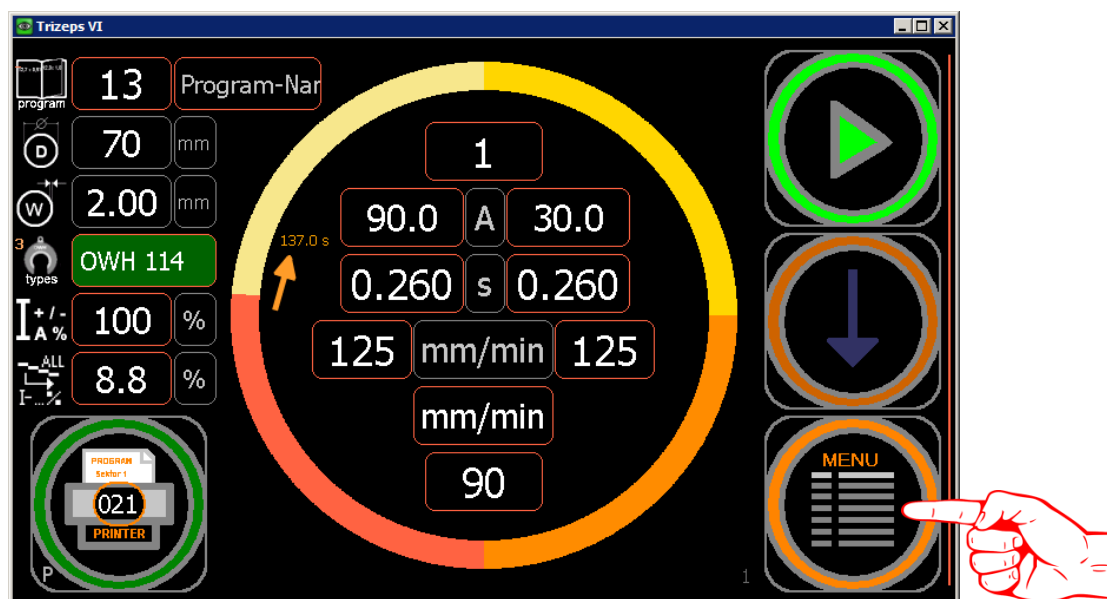 Trizeps VI
program
13
Program-Nar
D
70
mm
W
2.00
mm
3
types
OWH 114
I + / - A %
100
%
ALL
I-...%
8.8
%
PROGRAM
Sektor 1
021
PRINTER
P
137.0 s
1
90.0 A 30.0
0.260 s 0.260
125 mm/min 125
mm/min
90
MENU
1